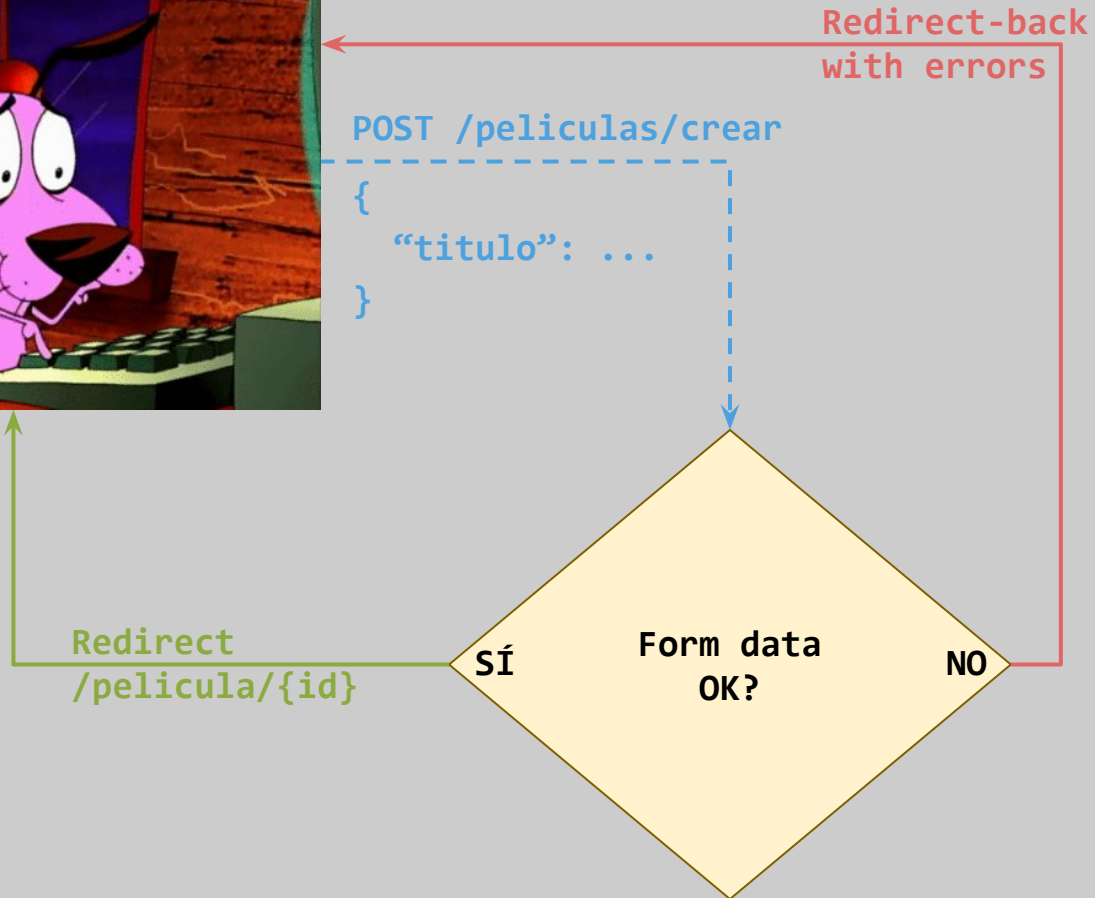 Redirect-back
with errors
POST /peliculas/crear
{
“titulo”: ...
}
Redirect
/pelicula/{id}
SÍ
Form data
OK?
NO